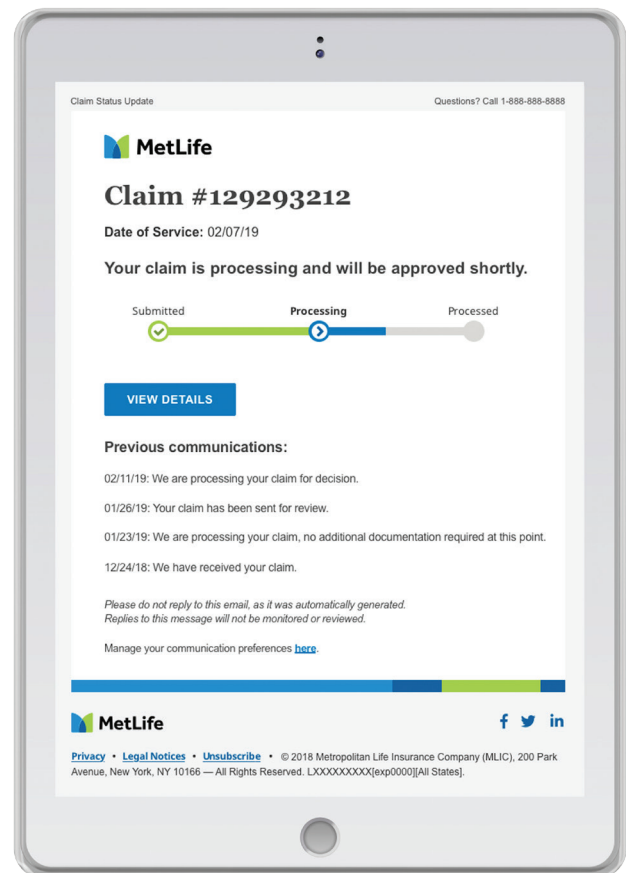 Claim Status Update
Questions? Call 1-888-888-8888
MetLife
Claim #129293212
Date of Service: 02/07/19
Your claim is processing and will be approved shortly.
Submitted
Processing
Processed
VIEW DETAILS
Previous communications:
02/11/19: We are processing your claim for decision.
01/26/19: Your claim has been sent for review.
01/23/19: We are processing your claim, no additional documentation required at this point.
12/24/18: We have received your claim.
Please do not reply to this email, as it was automatically generated.
Replies to this message will not be monitored or reviewed.
Manage your communication preferences here.
MetLife
f in
Privacy • Legal Notices • Unsubscribe • © 2018 Metropolitan Life Insurance Company (MLIC), 200 Park
Avenue, New York, NY 10166 — All Rights Reserved. LXXXXXXXXX[exp0000][All States].